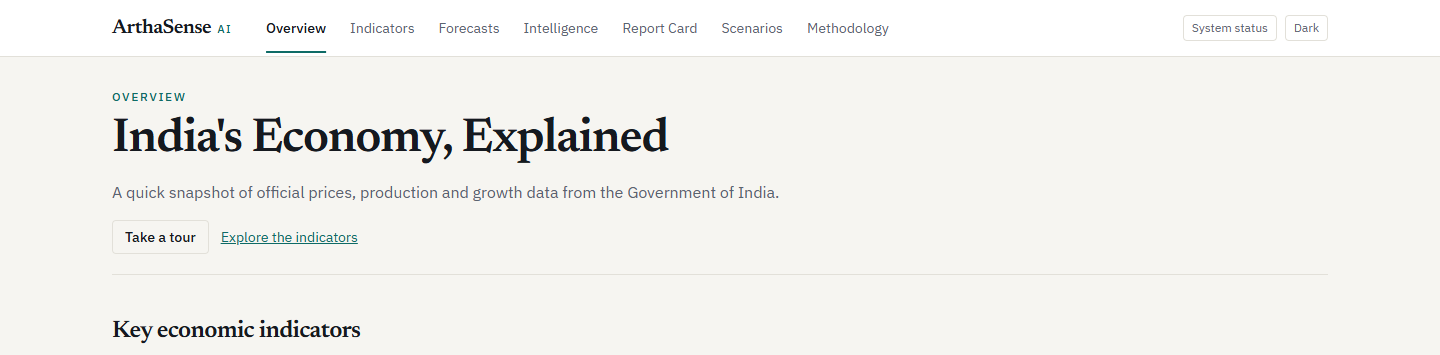 ArthaSense AI Overview Indicators Forecasts Intelligence Report Card Scenarios Methodology System status Dark
OVERVIEW
India's Economy, Explained
A quick snapshot of official prices, production and growth data from the Government of India.
Take a tour Explore the indicators
Key economic indicators